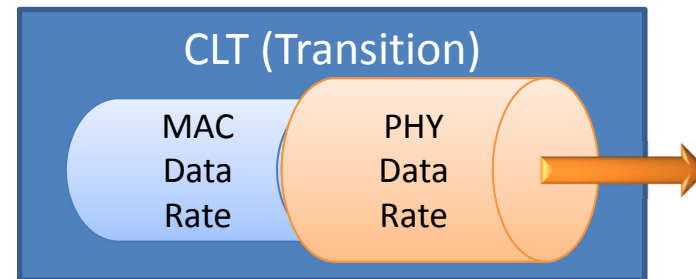 CLT (Transition)
MAC
Data
Rate
PHY
Data
Rate